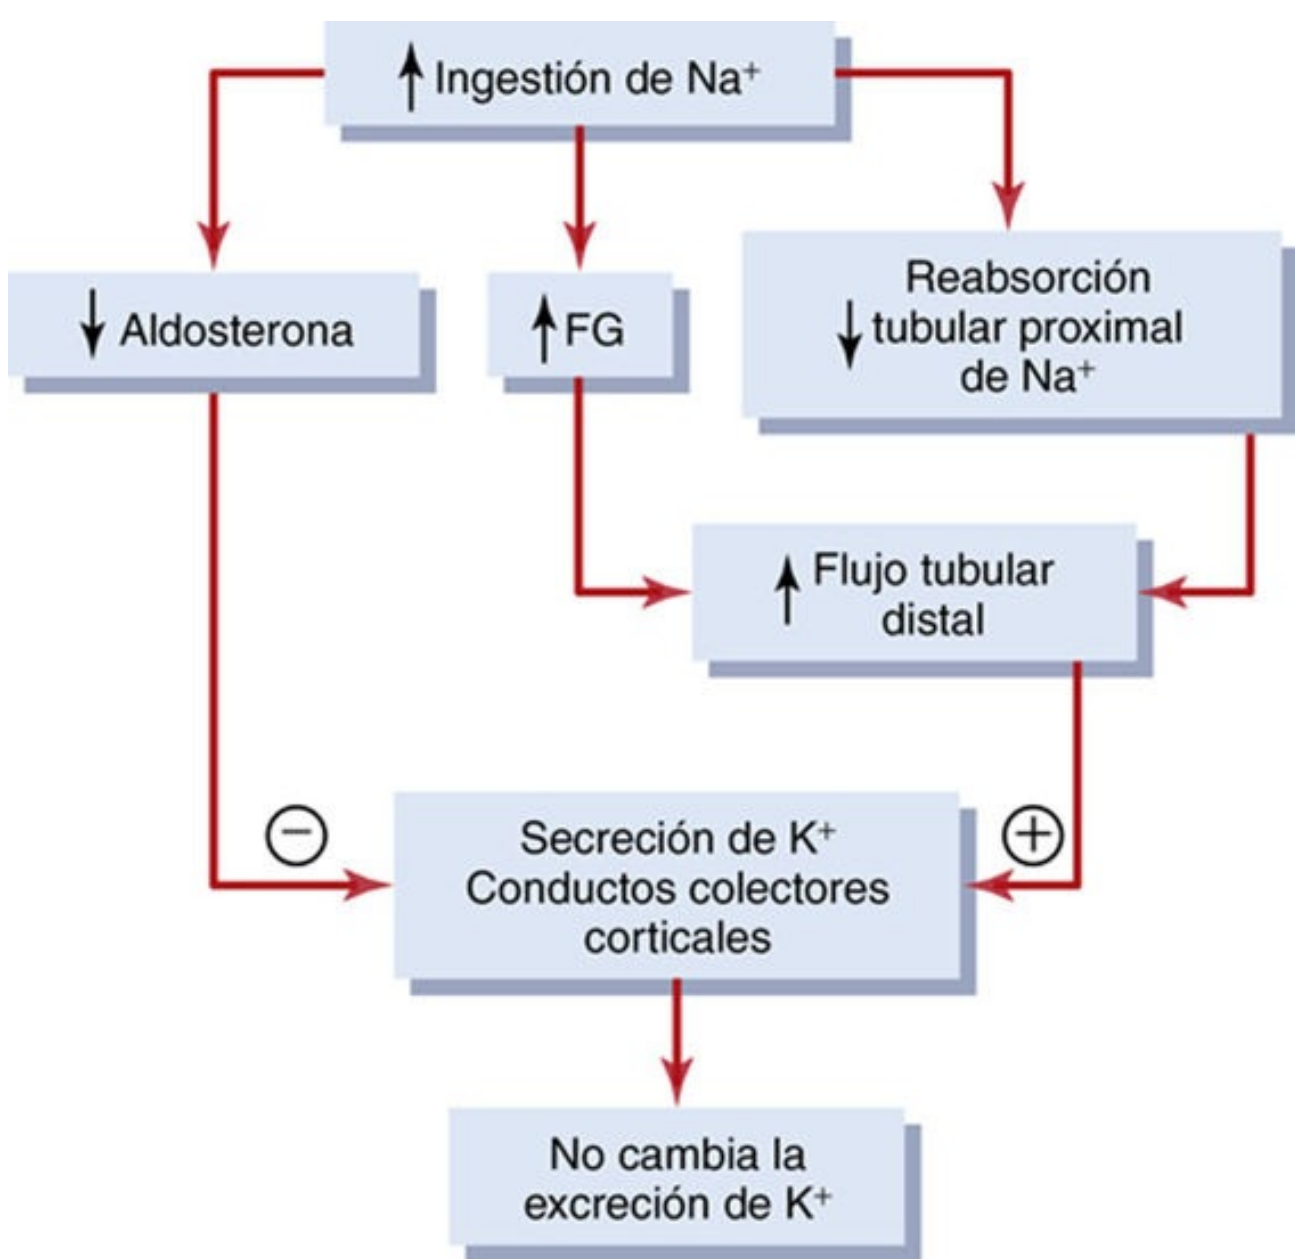 ↑ Ingestión de Na⁺
↓ Aldosterona
↑ FG
Reabsorción
↓ tubular proximal
de Na⁺
↑ Flujo tubular
distal
−
+
Secreción de K⁺
Conductos colectores
corticales
No cambia la
excreción de K⁺